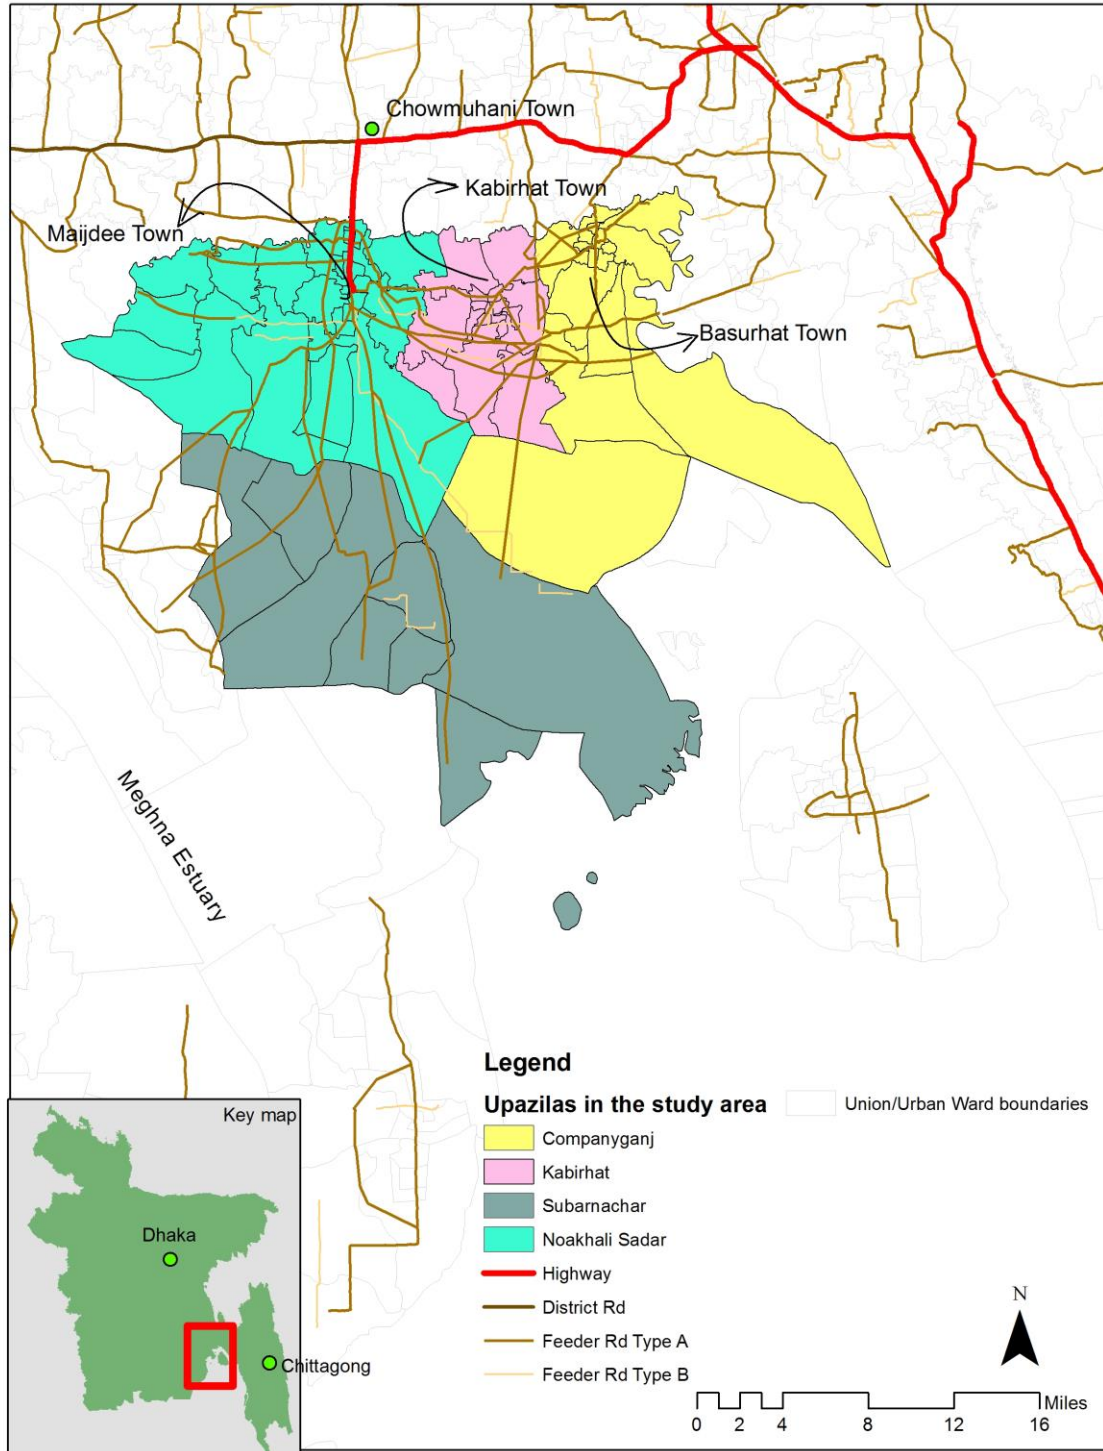 Chowmuhani Town
Kabirhat Town
Maijdee Town
Basurhat Town
Meghna Estuary
Legend
Upazilas in the study area
Union/Urban Ward boundaries
Companyganj
Kabirhat
Subarnachar
Noakhali Sadar
Highway
District Rd
Feeder Rd Type A
Feeder Rd Type B
Key map
Dhaka
Chittagong
N
Miles
0 2 4 8 12 16